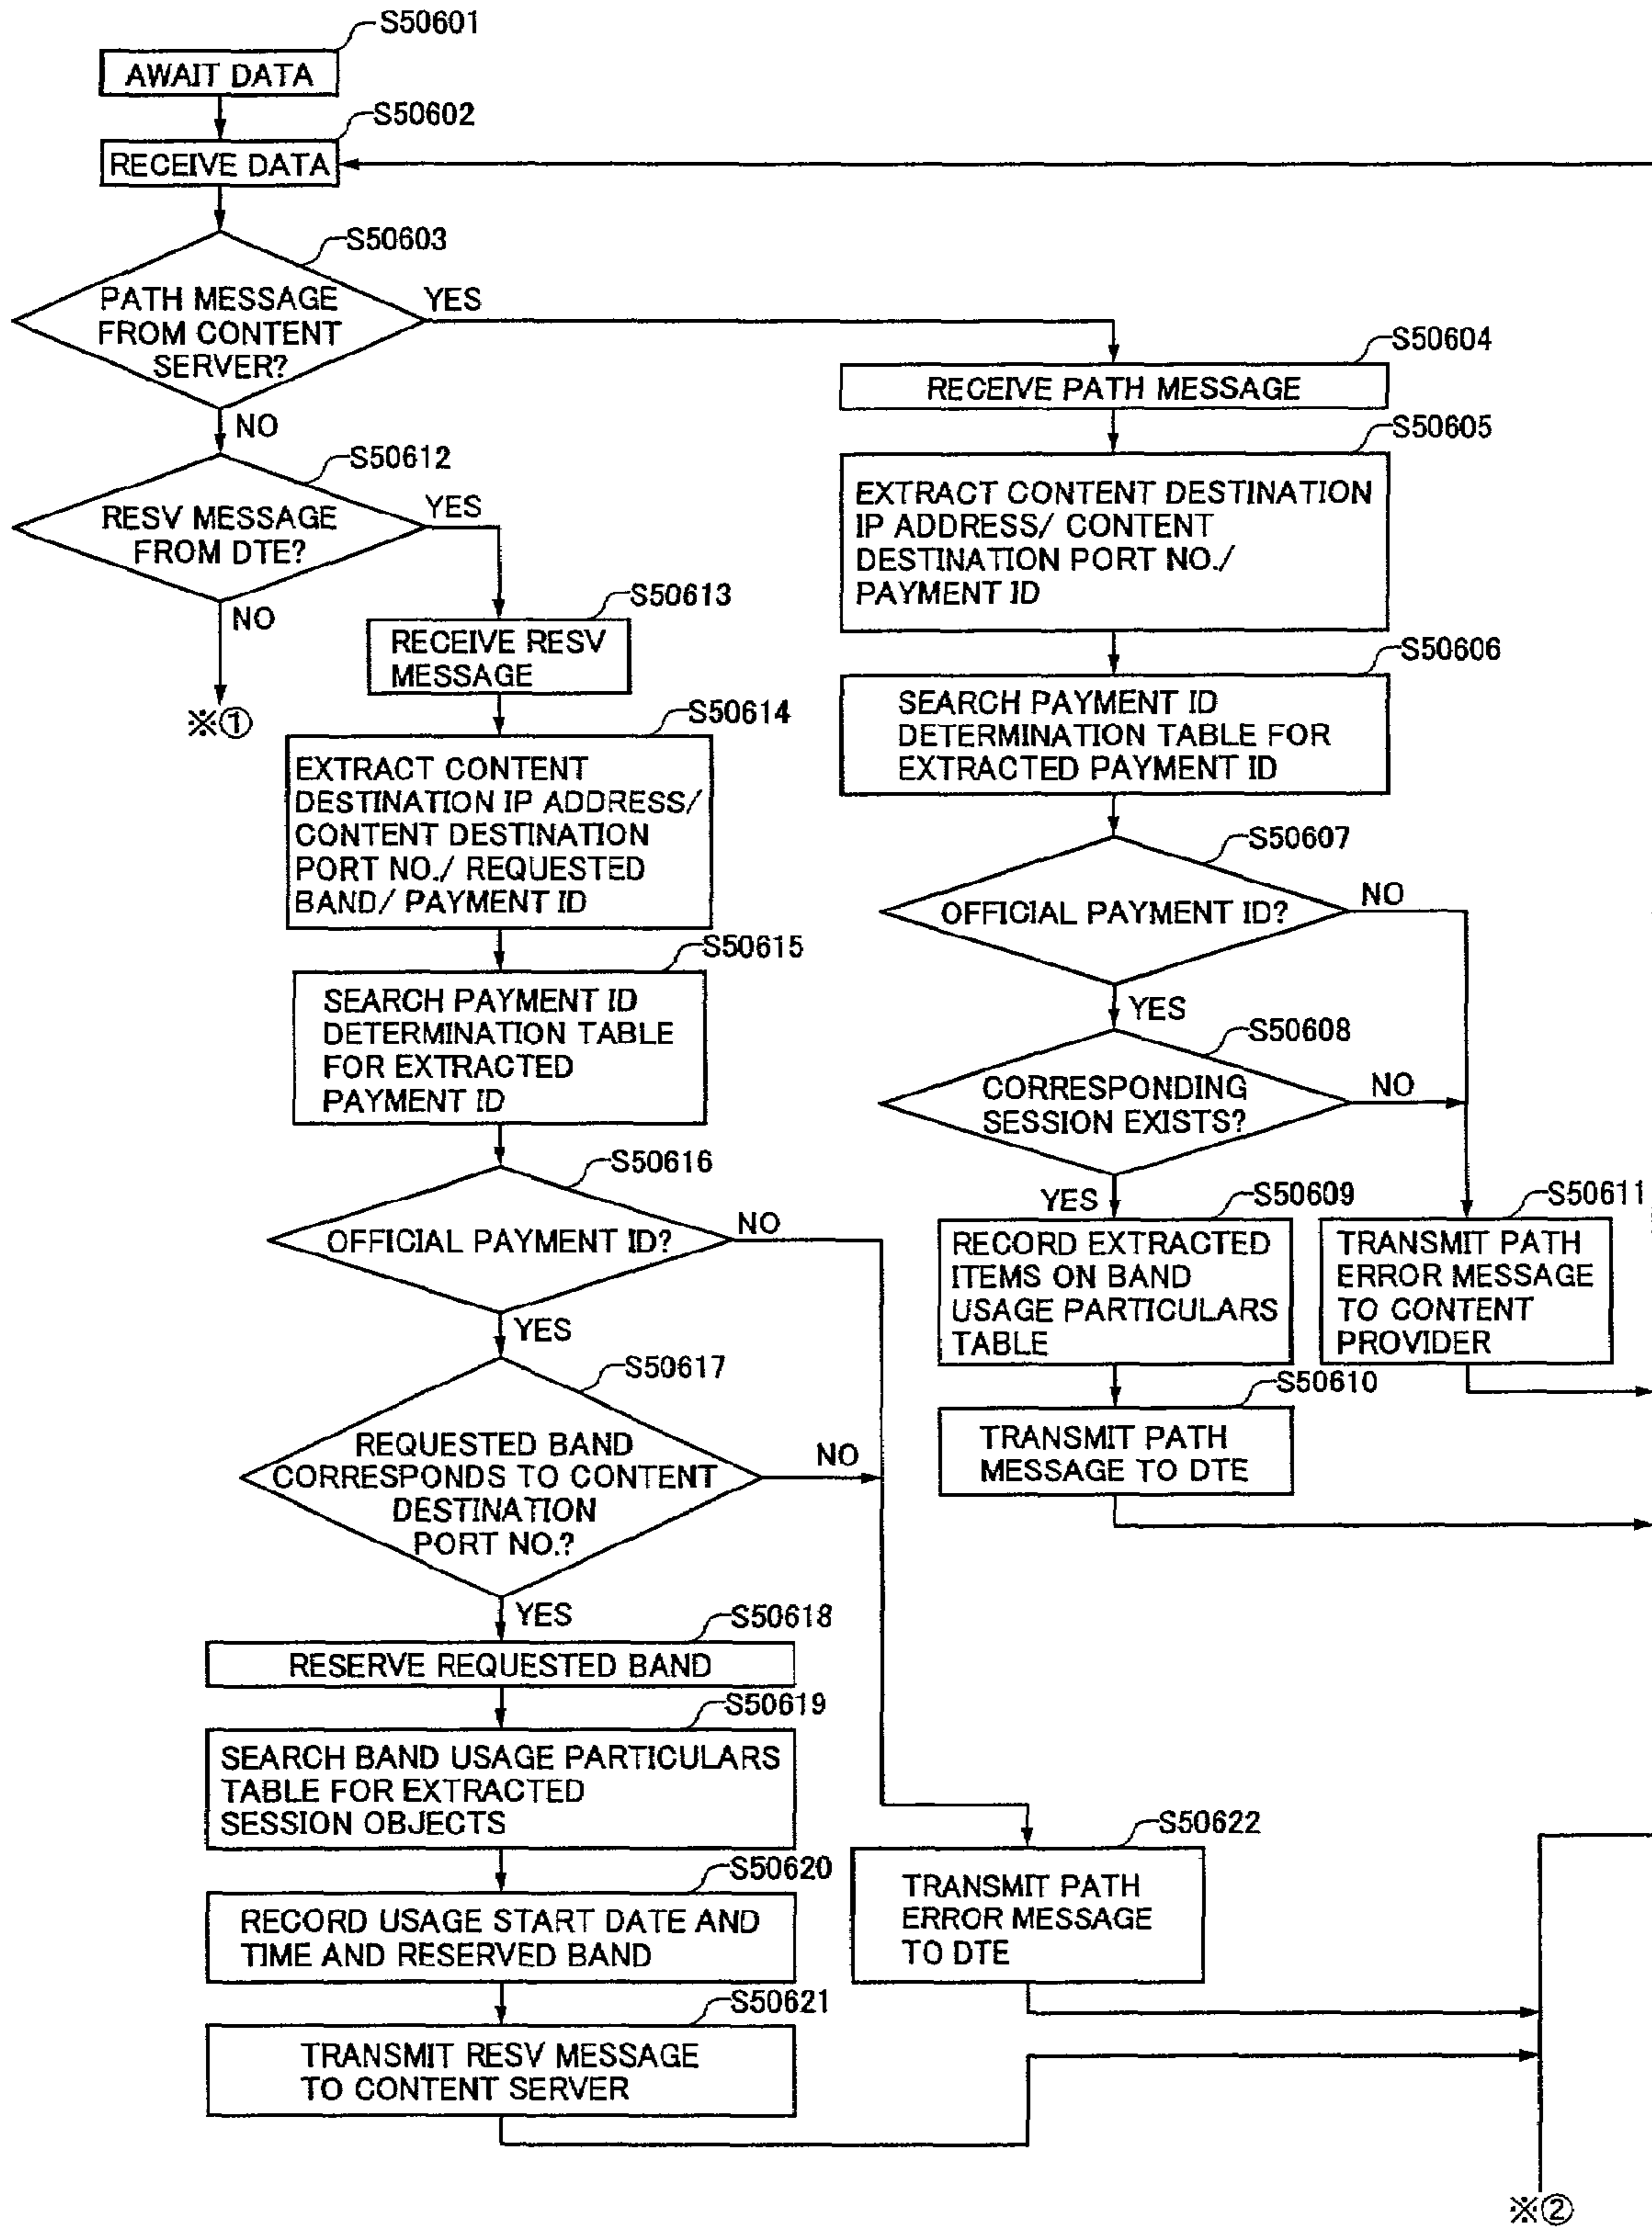 S50601
AWAIT DATA
S50602
RECEIVE DATA
S50603
PATH MESSAGE
FROM CONTENT
SERVER?
YES
NO
S50604
RECEIVE PATH MESSAGE
S50605
EXTRACT CONTENT DESTINATION
IP ADDRESS/ CONTENT
DESTINATION PORT NO./
PAYMENT ID
S50606
SEARCH PAYMENT ID
DETERMINATION TABLE FOR
EXTRACTED PAYMENT ID
S50607
OFFICIAL PAYMENT ID?
NO
YES
S50608
CORRESPONDING
SESSION EXISTS?
NO
YES
S50609
RECORD EXTRACTED
ITEMS ON BAND
USAGE PARTICULARS
TABLE
S50611
TRANSMIT PATH
ERROR MESSAGE
TO CONTENT
PROVIDER
S50610
TRANSMIT PATH
MESSAGE TO DTE
S50612
RESV MESSAGE
FROM DTE?
YES
NO
※①
S50613
RECEIVE RESV
MESSAGE
S50614
EXTRACT CONTENT
DESTINATION IP ADDRESS/
CONTENT DESTINATION
PORT NO./ REQUESTED
BAND/ PAYMENT ID
S50615
SEARCH PAYMENT ID
DETERMINATION TABLE
FOR EXTRACTED
PAYMENT ID
S50616
OFFICIAL PAYMENT ID?
NO
YES
S50617
REQUESTED BAND
CORRESPONDS TO CONTENT
DESTINATION
PORT NO.?
NO
YES
S50618
RESERVE REQUESTED BAND
S50619
SEARCH BAND USAGE PARTICULARS
TABLE FOR EXTRACTED
SESSION OBJECTS
S50620
RECORD USAGE START DATE AND
TIME AND RESERVED BAND
S50621
TRANSMIT RESV MESSAGE
TO CONTENT SERVER
S50622
TRANSMIT PATH
ERROR MESSAGE
TO DTE
※②